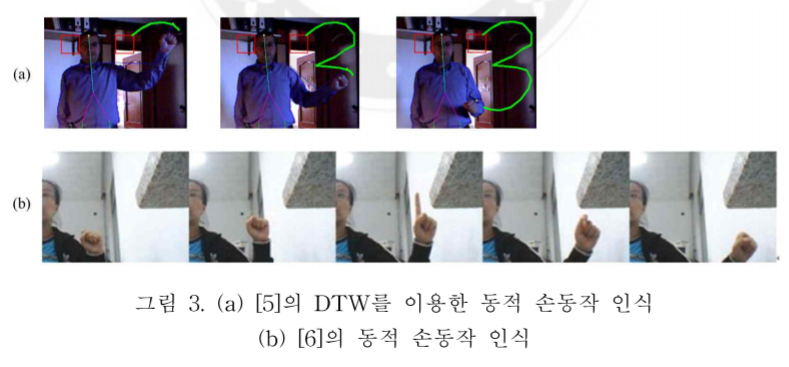 (a)
(b)
그림 3. (a) [5]의 DTW를 이용한 동적 손동작 인식
(b) [6]의 동적 손동작 인식